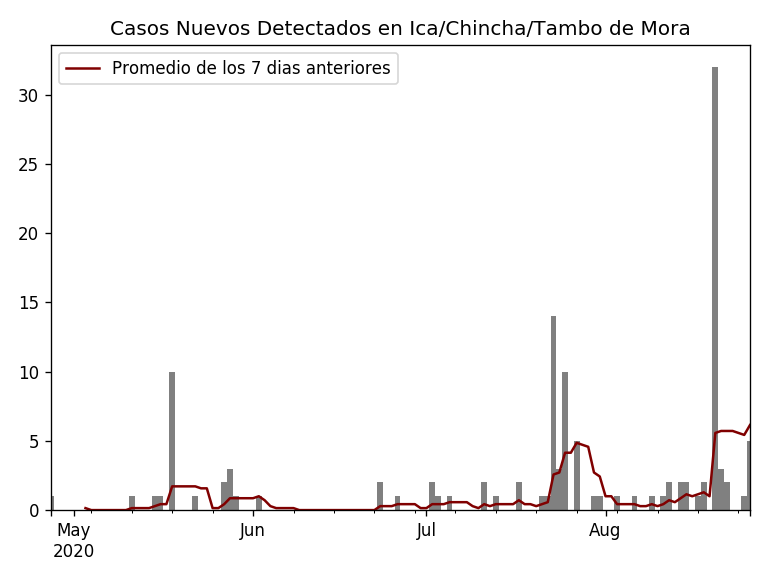 Casos Nuevos Detectados en Ica/Chincha/Tambo de Mora
Promedio de los 7 dias anteriores
30
25
20
15
10
5
0
May Jun Jul Aug
2020